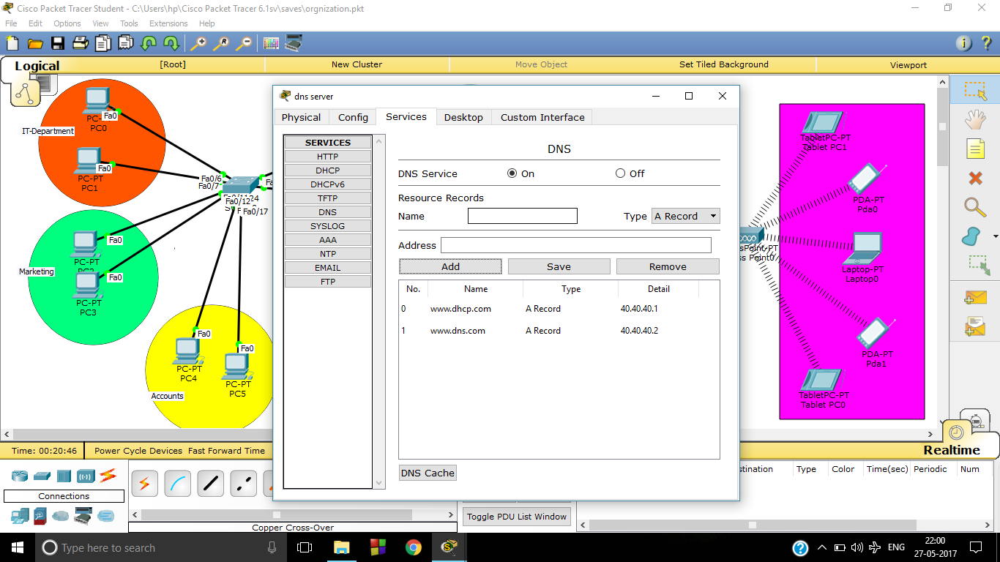 Cisco Packet Tracer Student - C:\Users\hp\Cisco Packet Tracer 6.1sv\saves\orgnization.pkt
File Edit Options View Tools Extensions Help
Logical [Root] New Cluster Move Object Set Tiled Background Viewport
dns server
Physical Config Services Desktop Custom Interface
SERVICES
HTTP
DHCP
DHCPv6
TFTP
DNS
SYSLOG
AAA
NTP
EMAIL
FTP
DNS
DNS Service On Off
Resource Records
Name Type A Record
Address
Add Save Remove
No. Name Type Detail
0 www.dhcp.com A Record 40.40.40.1
1 www.dns.com A Record 40.40.40.2
DNS Cache
Fa0
PC0
IT-Department
Fa0
PC-PT
PC1
Fa0/6
Fa0/7
Fa0/12
Fa0/17
Fa0
PC-PT
Marketing
Fa0
PC-PT
PC3
Fa0
PC-PT
PC4
Fa0
PC-PT
PC5
Accounts
TabletPC-PT
Tablet PC1
PDA-PT
Pda0
Laptop-PT
Laptop0
PDA-PT
Pda1
TabletPC-PT
Tablet PC0
Time: 00:20:46 Power Cycle Devices Fast Forward Time
Realtime
Connections
Copper Cross-Over
Toggle PDU List Window
Type Color Time(sec) Periodic Num
Type here to search
ENG
22:00
27-05-2017